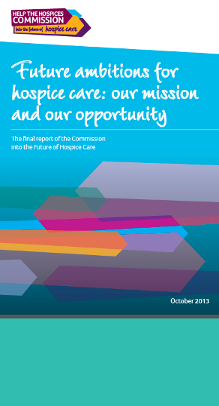 HELP THE HOSPICES
COMMISSION
into the future of hospice care
Future ambitions for
hospice care: our mission
and our opportunity
The final report of the Commission
into the Future of Hospice Care
October 2013